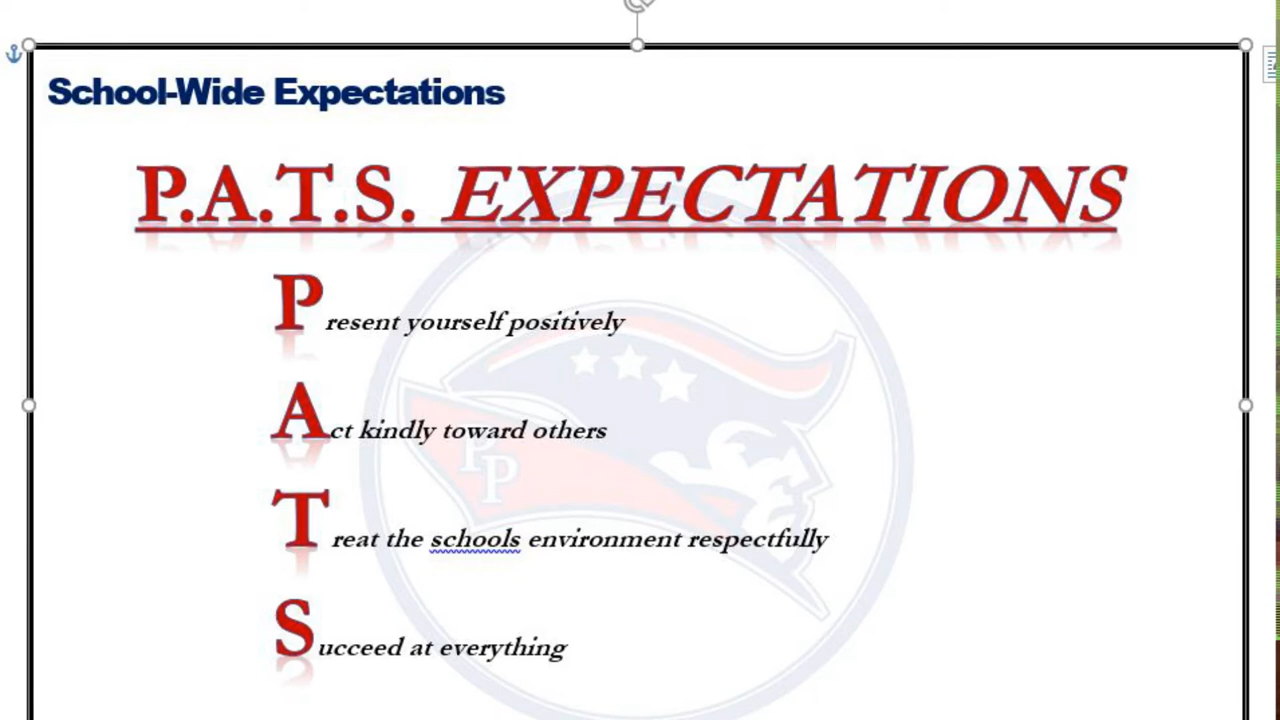 School-Wide Expectations
P.A.T.S. EXPECTATIONS
Present yourself positively
Act kindly toward others
Treat the schools environment respectfully
Succeed at everything
PP